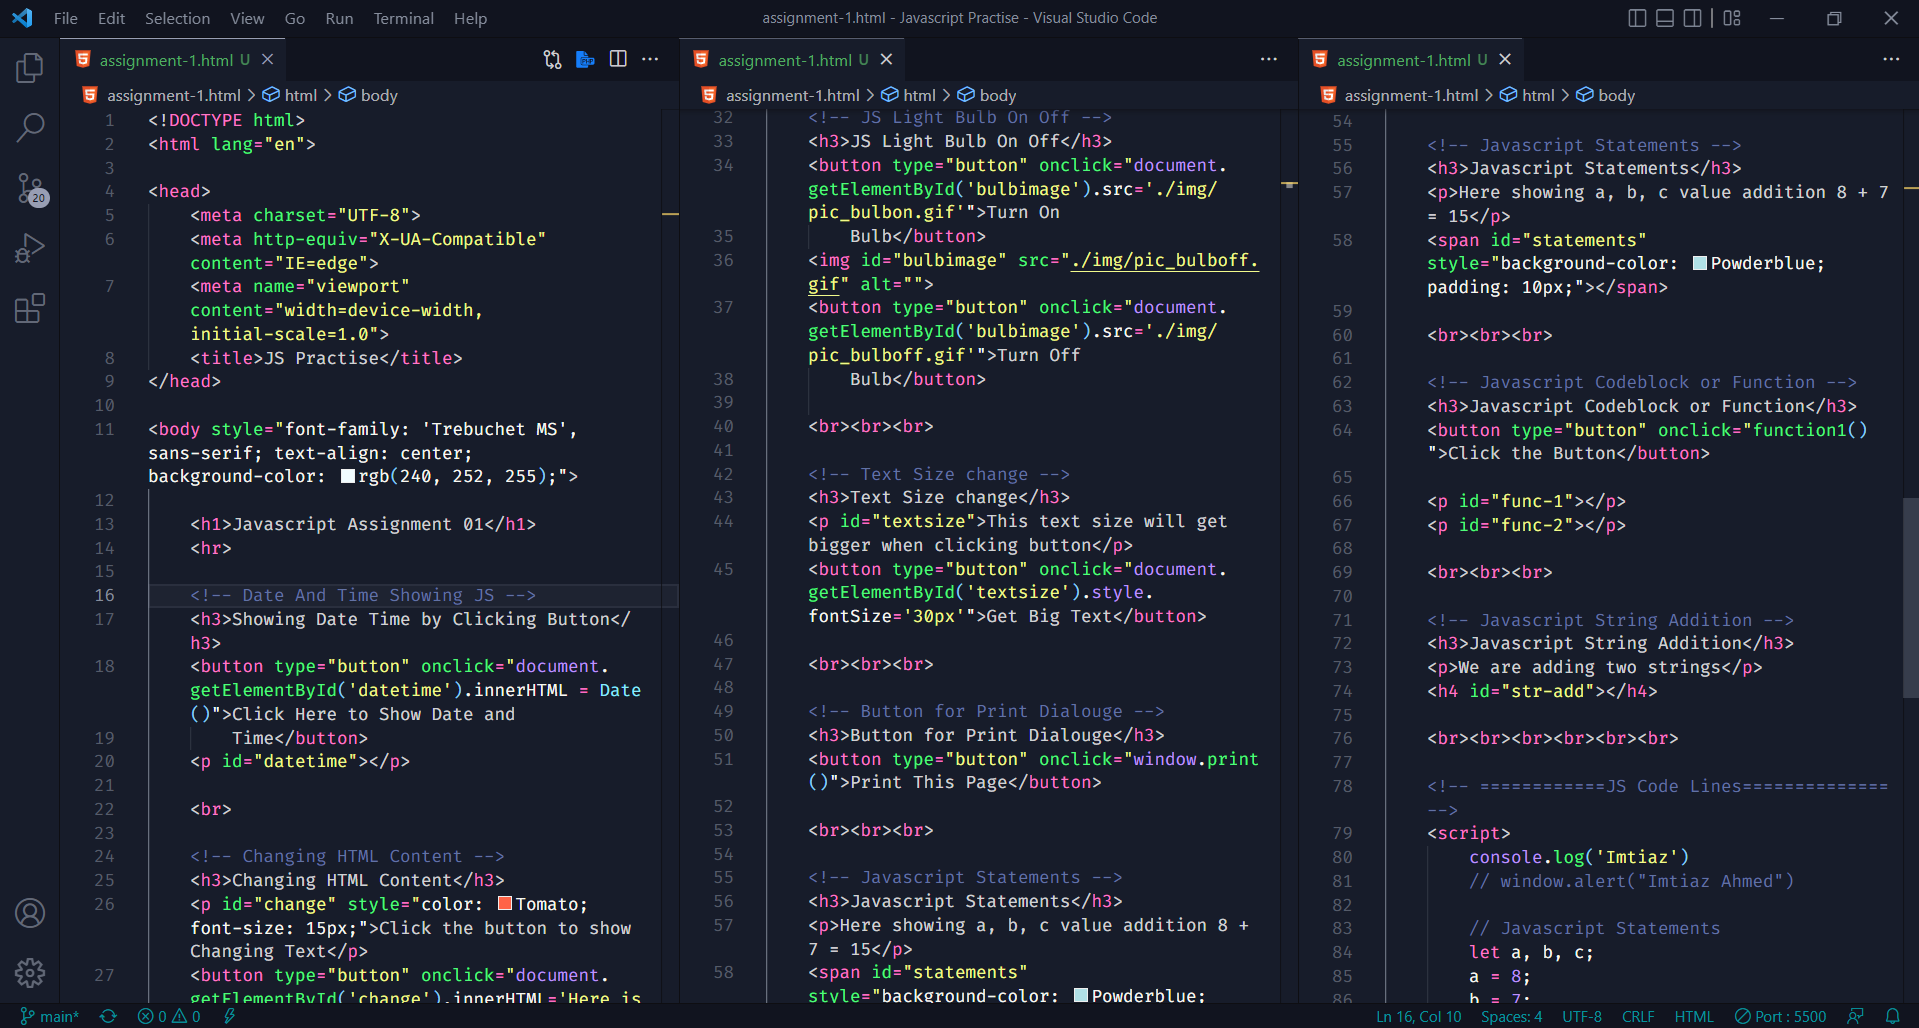 File Edit Selection View Go Run Terminal Help
assignment-1.html - Javascript Practise - Visual Studio Code
20
assignment-1.html U
assignment-1.html > html > body
1 <!DOCTYPE html>
2 <html lang="en">
3
4 <head>
5 <meta charset="UTF-8">
6 <meta http-equiv="X-UA-Compatible"
content="IE=edge">
7 <meta name="viewport"
content="width=device-width,
initial-scale=1.0">
8 <title>JS Practise</title>
9 </head>
10
11 <body style="font-family: 'Trebuchet MS',
sans-serif; text-align: center;
background-color: rgb(240, 252, 255);">
12
13 <h1>Javascript Assignment 01</h1>
14 <hr>
15
16 <!-- Date And Time Showing JS -->
17 <h3>Showing Date Time by Clicking Button</
h3>
18 <button type="button" onclick="document.
getElementById('datetime').innerHTML = Date
()">Click Here to Show Date and
19 Time</button>
20 <p id="datetime"></p>
21
22 <br>
23
24 <!-- Changing HTML Content -->
25 <h3>Changing HTML Content</h3>
26 <p id="change" style="color: Tomato;
font-size: 15px;">Click the button to show
Changing Text</p>
27 <button type="button" onclick="document.
getElementById('change').innerHTML='Here is
assignment-1.html U
assignment-1.html > html > body
32 <!-- JS Light Bulb On Off -->
33 <h3>JS Light Bulb On Off</h3>
34 <button type="button" onclick="document.
getElementById('bulbimage').src='./img/
pic_bulbon.gif'">Turn On
35 Bulb</button>
36 <img id="bulbimage" src="./img/pic_bulboff.
gif" alt="">
37 <button type="button" onclick="document.
getElementById('bulbimage').src='./img/
pic_bulboff.gif'">Turn Off
38 Bulb</button>
39
40 <br><br><br>
41
42 <!-- Text Size change -->
43 <h3>Text Size change</h3>
44 <p id="textsize">This text size will get
bigger when clicking button</p>
45 <button type="button" onclick="document.
getElementById('textsize').style.
fontSize='30px'">Get Big Text</button>
46
47 <br><br><br>
48
49 <!-- Button for Print Dialouge -->
50 <h3>Button for Print Dialouge</h3>
51 <button type="button" onclick="window.print
()">Print This Page</button>
52
53 <br><br><br>
54
55 <!-- Javascript Statements -->
56 <h3>Javascript Statements</h3>
57 <p>Here showing a, b, c value addition 8 +
7 = 15</p>
58 <span id="statements"
style="background-color: Powderblue;
assignment-1.html U
assignment-1.html > html > body
54
55 <!-- Javascript Statements -->
56 <h3>Javascript Statements</h3>
57 <p>Here showing a, b, c value addition 8 + 7
= 15</p>
58 <span id="statements"
style="background-color: Powderblue;
padding: 10px;"></span>
59
60 <br><br><br>
61
62 <!-- Javascript Codeblock or Function -->
63 <h3>Javascript Codeblock or Function</h3>
64 <button type="button" onclick="function1()
">Click the Button</button>
65
66 <p id="func-1"></p>
67 <p id="func-2"></p>
68
69 <br><br><br>
70
71 <!-- Javascript String Addition -->
72 <h3>Javascript String Addition</h3>
73 <p>We are adding two strings</p>
74 <h4 id="str-add"></h4>
75
76 <br><br><br><br><br><br>
77
78 <!-- ============JS Code Lines==============
-->
79 <script>
80 console.log('Imtiaz')
81 // window.alert("Imtiaz Ahmed")
82
83 // Javascript Statements
84 let a, b, c;
85 a = 8;
86 b = 7;
main* 0 0
Ln 16, Col 10 Spaces: 4 UTF-8 CRLF HTML Port : 5500